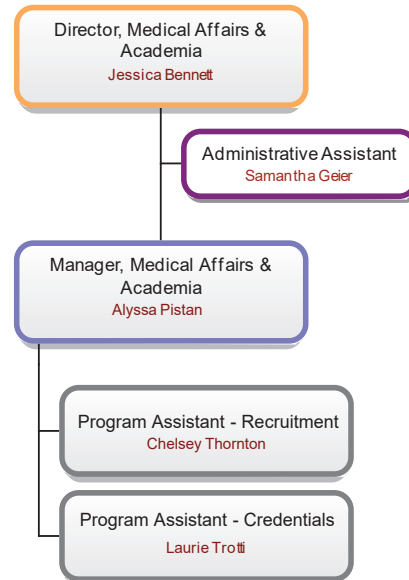 Director, Medical Affairs &
Academia
Jessica Bennett
Administrative Assistant
Samantha Geier
Manager, Medical Affairs &
Academia
Alyssa Pistan
Program Assistant - Recruitment
Chelsey Thornton
Program Assistant - Credentials
Laurie Trotti